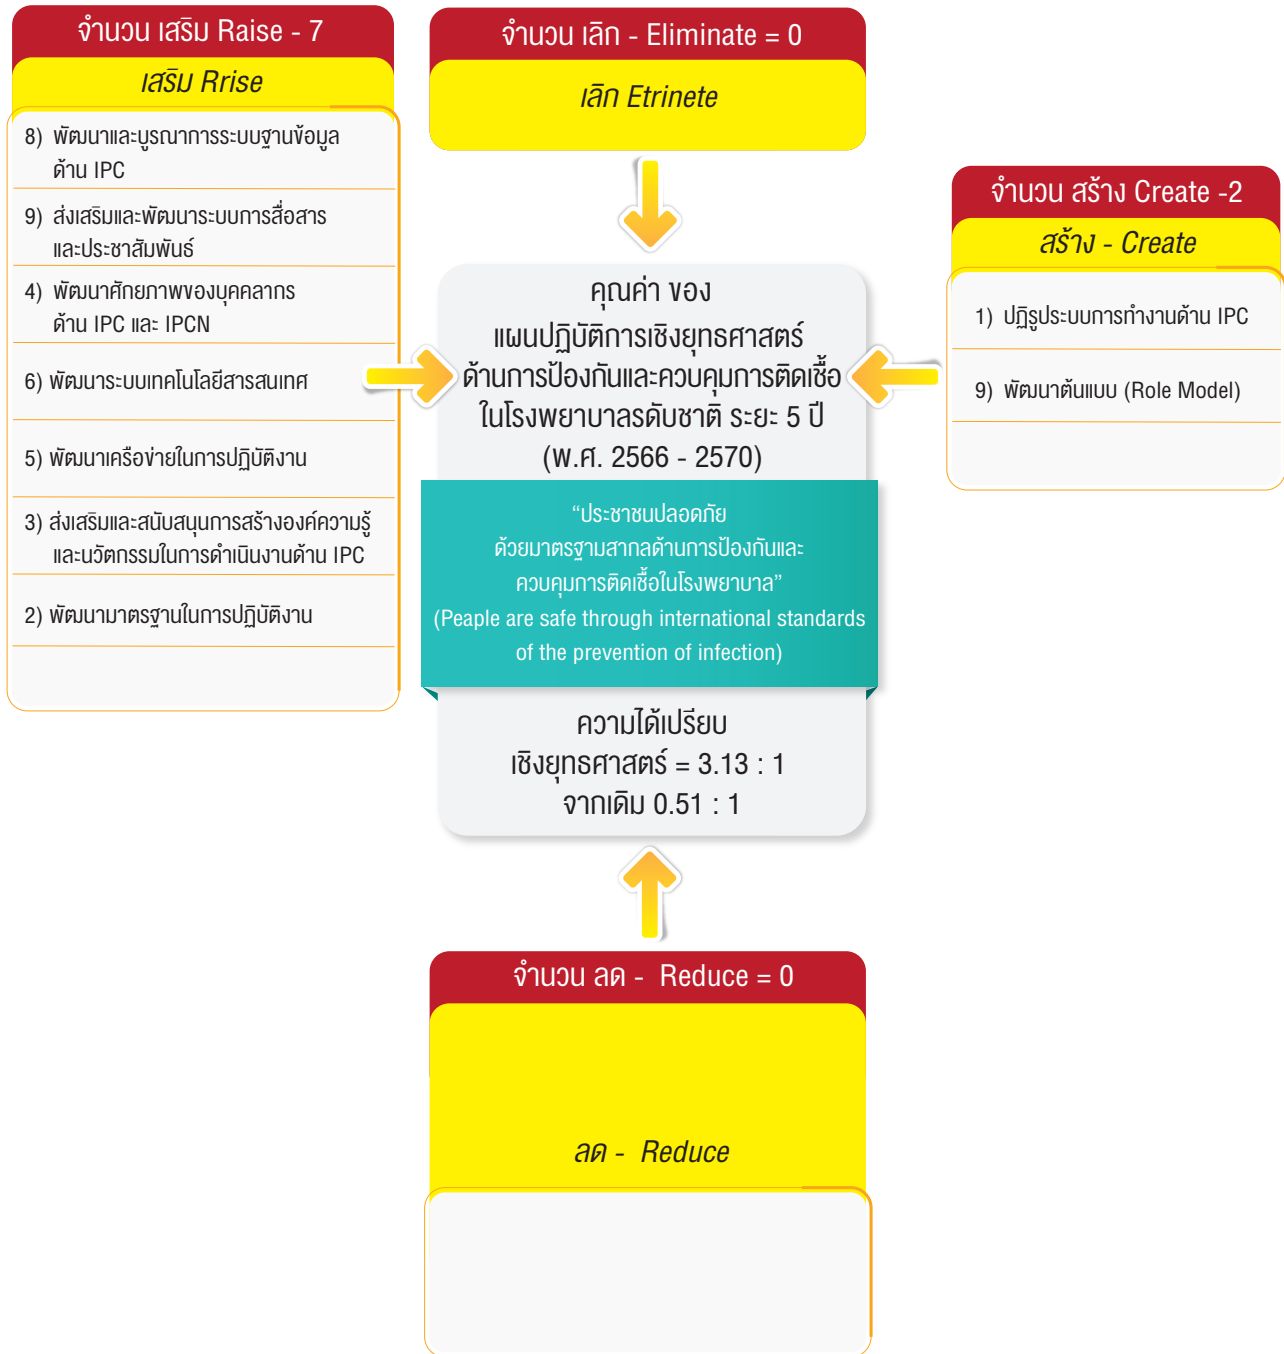 จำนวน เสริม Raise - 7
เสริม Rrise
8) พัฒนาและบูรณาการระบบฐานข้อมูล
ด้าน IPC
9) ส่งเสริมและพัฒนาระบบการสื่อสาร
และประชาสัมพันธ์
4) พัฒนาศักยภาพของบุคคลากร
ด้าน IPC และ IPCN
6) พัฒนาระบบเทคโนโลยีสารสนเทศ
5) พัฒนาเครือข่ายในการปฏิบัติงาน
3) ส่งเสริมและสนับสนุนการสร้างองค์ความรู้
และนวัตกรรมในการดำเนินงานด้าน IPC
2) พัฒนามาตรฐานในการปฏิบัติงาน
จำนวน เลิก - Eliminate = 0
เลิก Etrinete
จำนวน สร้าง Create -2
สร้าง - Create
1) ปฏิรูประบบการทำงานด้าน IPC
9) พัฒนาต้นแบบ (Role Model)
คุณค่า ของ
แผนปฏิบัติการเชิงยุทธศาสตร์
ด้านการป้องกันและควบคุมการติดเชื้อ
ในโรงพยาบาลรดับชาติ ระยะ 5 ปี
(พ.ศ. 2566 - 2570)
“ประชาชนปลอดภัย
ด้วยมาตรฐามสากลด้านการป้องกันและ
ควบคุมการติดเชื้อในโรงพยาบาล”
(Peaple are safe through international standards
of the prevention of infection)
ความได้เปรียบ
เชิงยุทธศาสตร์ = 3.13 : 1
จากเดิม 0.51 : 1
จำนวน ลด - Reduce = 0
ลด - Reduce